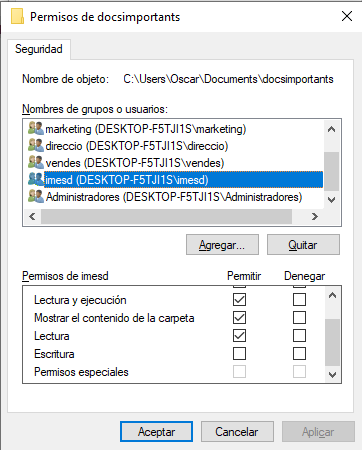 Permisos de docsimportants
Seguridad
Nombre de objeto: C:\Users\Oscar\Documents\docsimportants
Nombres de grupos o usuarios:
marketing (DESKTOP-F5TJI1S\marketing)
direccio (DESKTOP-F5TJI1S\direccio)
vendes (DESKTOP-F5TJI1S\vendes)
imesd (DESKTOP-F5TJI1S\imesd)
Administradores (DESKTOP-F5TJI1S\Administradores)
Agregar... Quitar
Permisos de imesd Permitir Denegar
Lectura y ejecución
Mostrar el contenido de la carpeta
Lectura
Escritura
Permisos especiales
Aceptar Cancelar Aplicar